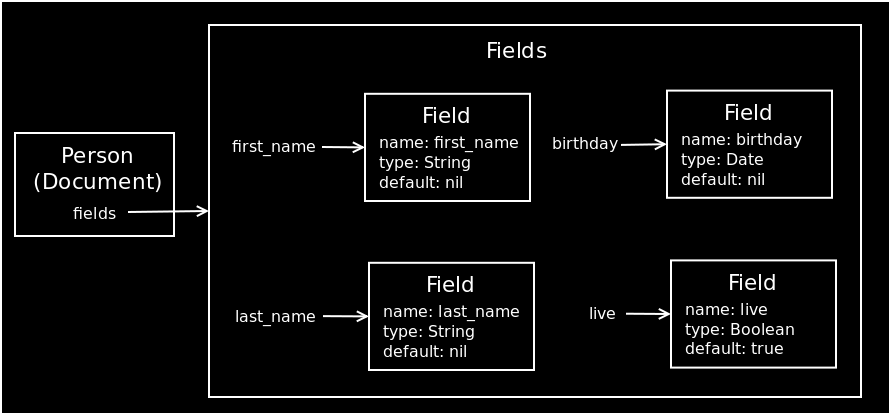 Fields
Person
(Document)
fields
first_name
Field
name: first_name
type: String
default: nil
birthday
Field
name: birthday
type: Date
default: nil
last_name
Field
name: last_name
type: String
default: nil
live
Field
name: live
type: Boolean
default: true